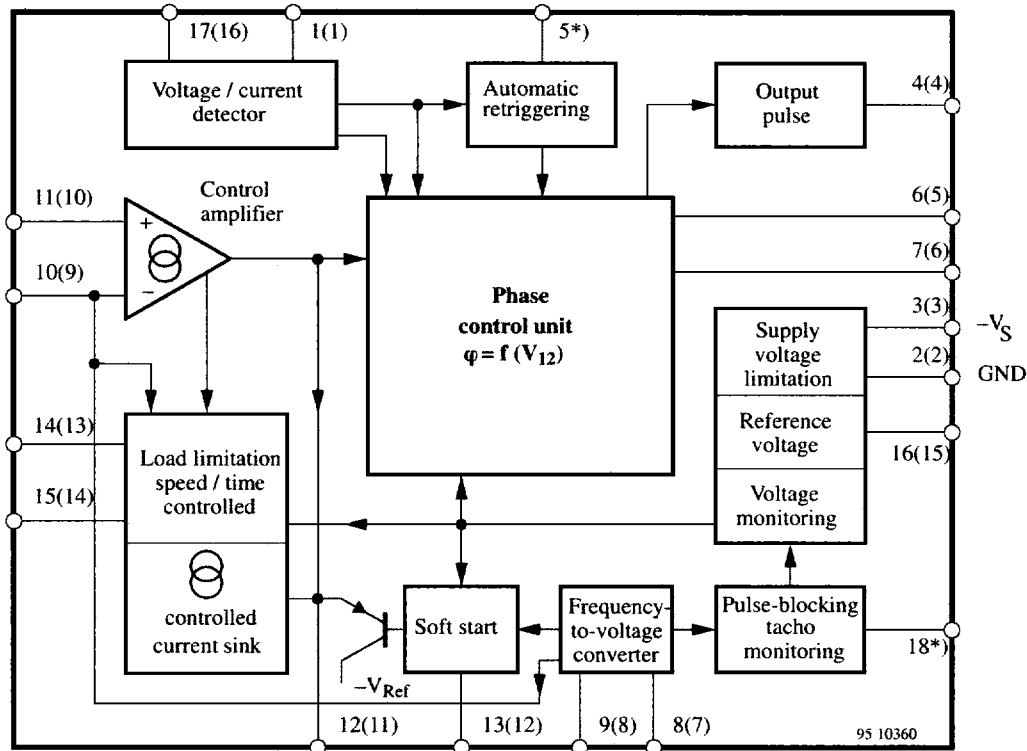 17(16)
1(1)
5*)
Voltage / current
detector
Automatic
retriggering
Output
pulse
4(4)
11(10)
Control
amplifier
+
6(5)
10(9)
−
7(6)
Phase
control unit
φ = f (V12)
3(3)
−VS
2(2)
GND
Supply
voltage
limitation
Reference
voltage
16(15)
Voltage
monitoring
14(13)
15(14)
Load limitation
speed / time
controlled
controlled
current sink
Soft start
−VRef
Frequency-
to-voltage
converter
Pulse-blocking
tacho
monitoring
18*)
12(11)
13(12)
9(8)
8(7)
95 10360